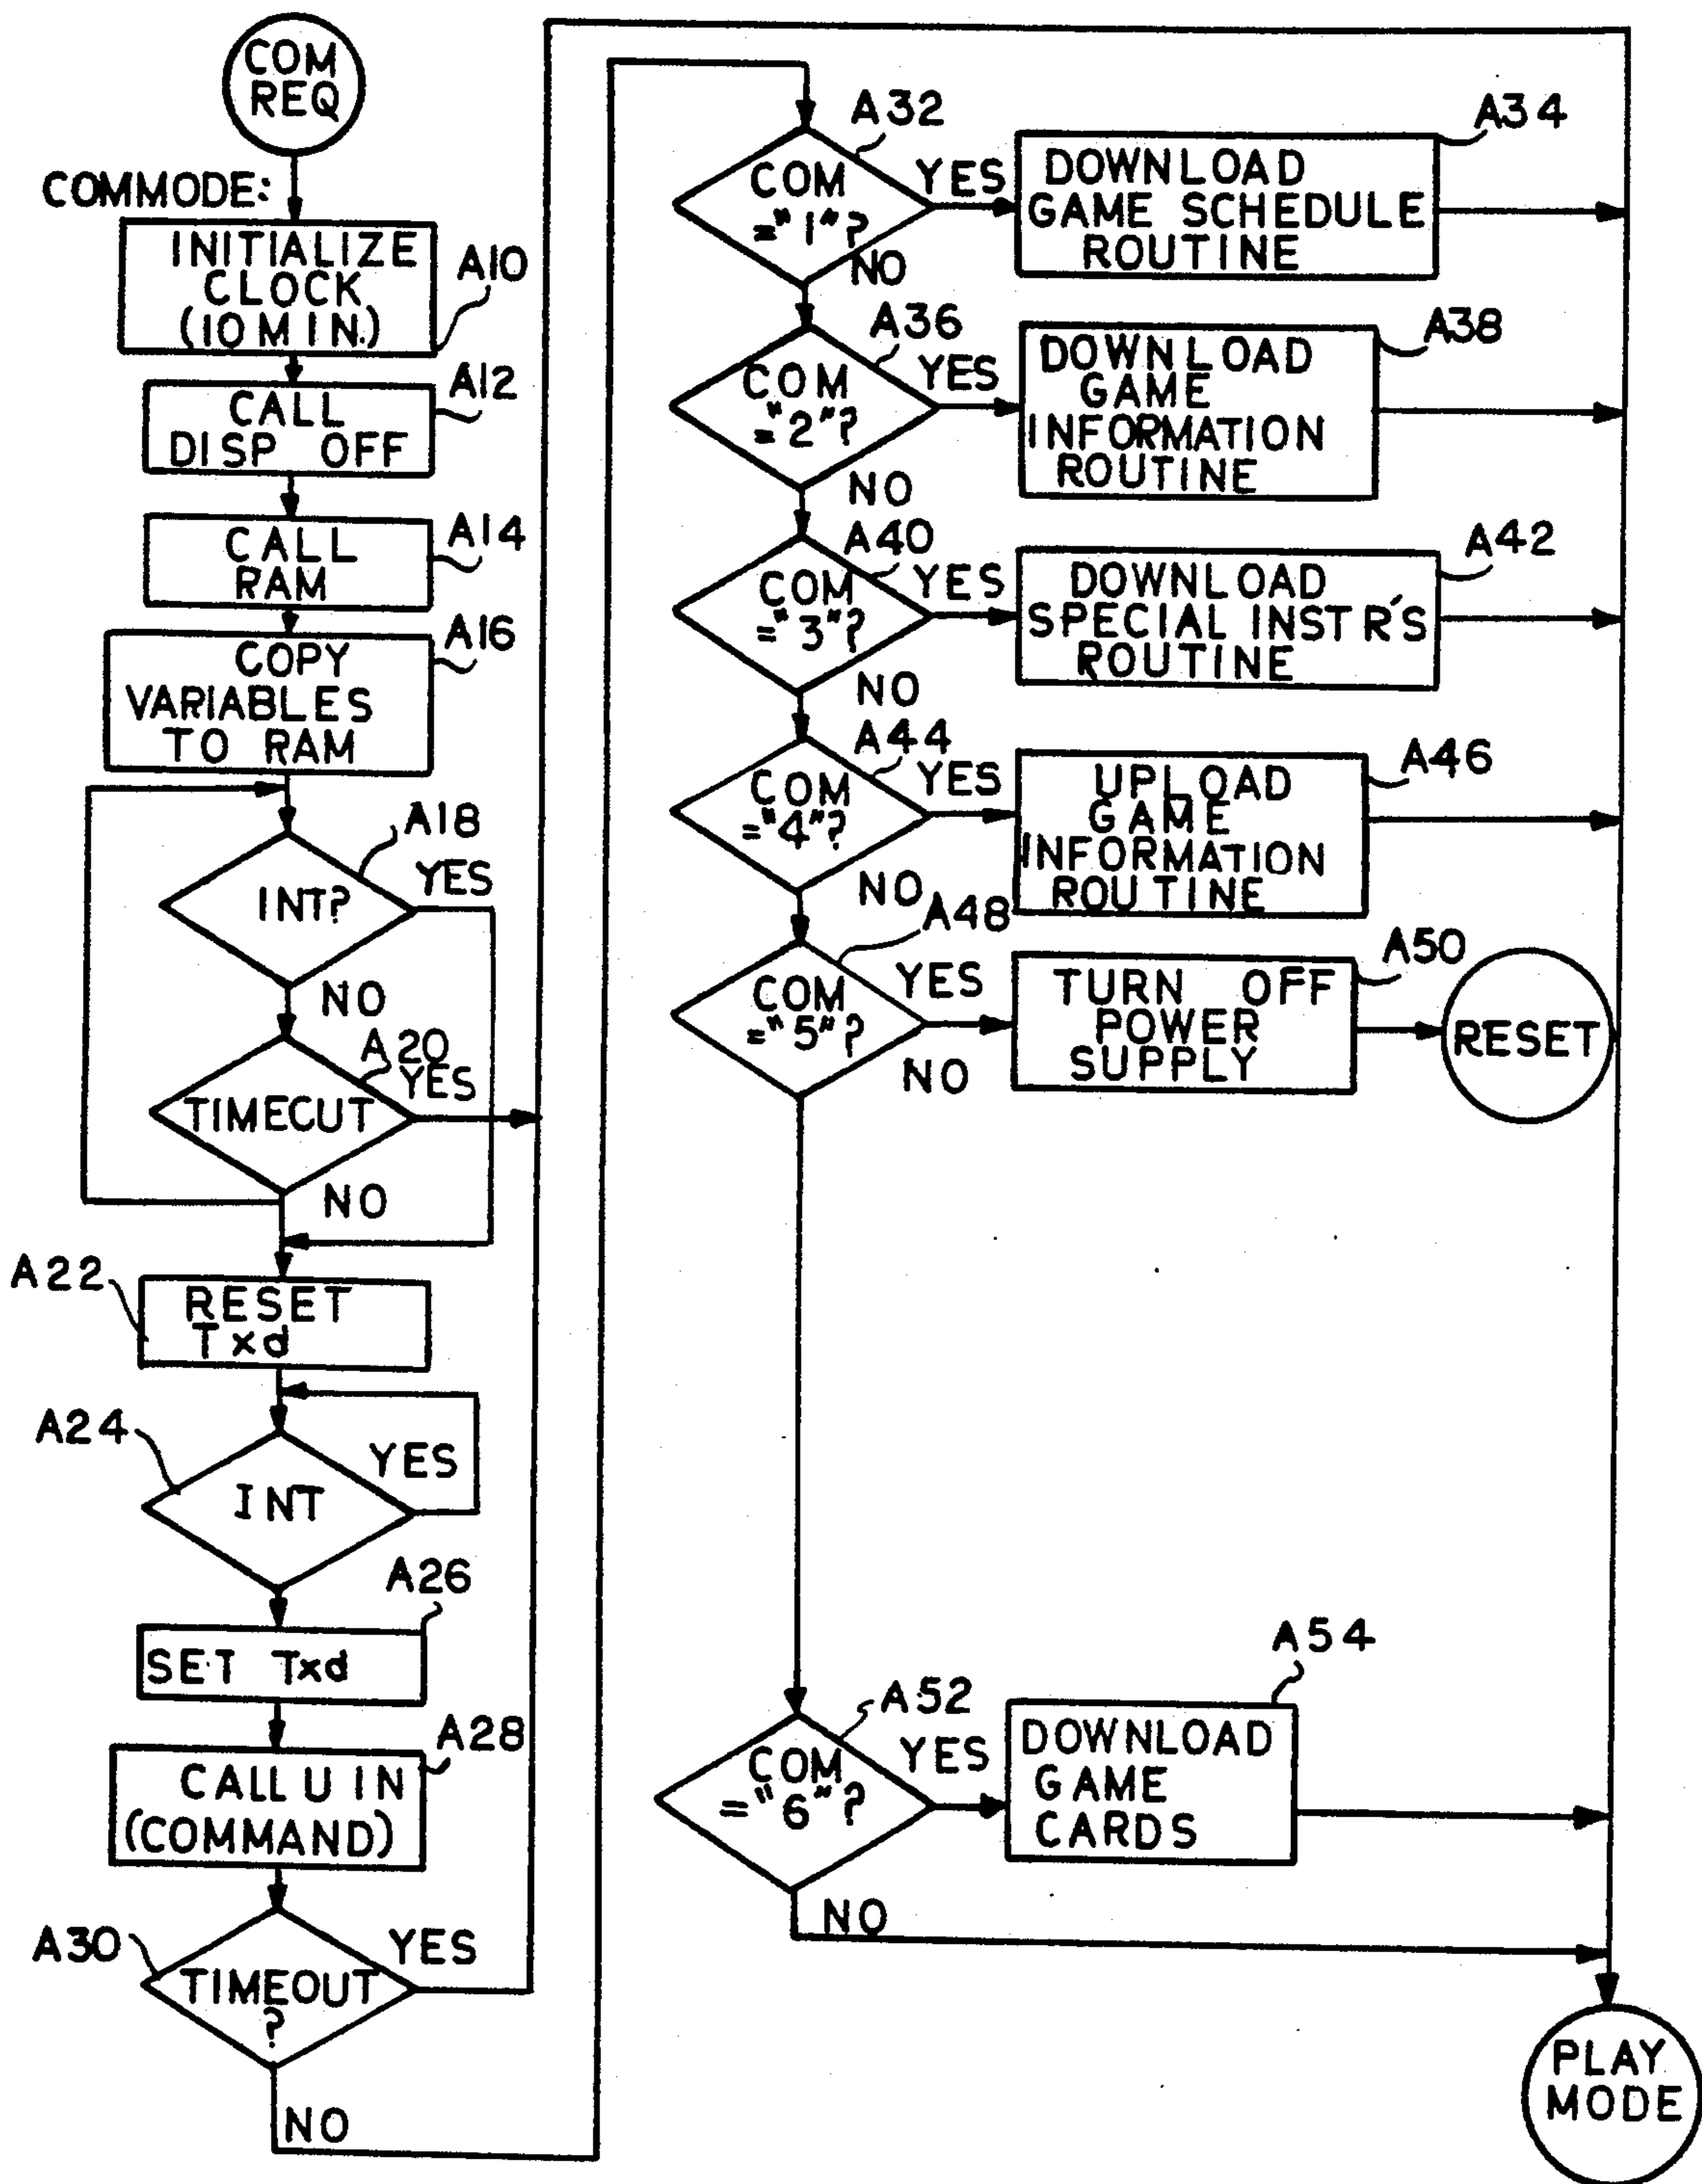 COM
REQ
COMMODE:
INITIALIZE
CLOCK
(10 MIN.)
A10
CALL
DISP OFF
A12
CALL
RAM
A14
COPY
VARIABLES
TO RAM
A16
INT?
A18
YES
NO
TIMECUT
A20
YES
NO
A22
RESET
Txd
A24
INT
YES
A26
SET Txd
A28
CALL U IN
(COMMAND)
A30
TIMEOUT
?
YES
NO
A32
COM
="1"?
YES
NO
A34
DOWNLOAD
GAME SCHEDULE
ROUTINE
A36
COM
="2"?
YES
NO
A38
DOWNLOAD
GAME
INFORMATION
ROUTINE
A40
COM
="3"?
YES
NO
A42
DOWNLOAD
SPECIAL INSTR'S
ROUTINE
A44
COM
="4"?
YES
NO
A46
UPLOAD
GAME
INFORMATION
ROUTINE
A48
COM
="5"?
YES
NO
A50
TURN OFF
POWER
SUPPLY
RESET
A52
COM
="6"?
YES
NO
A54
DOWNLOAD
GAME
CARDS
PLAY
MODE